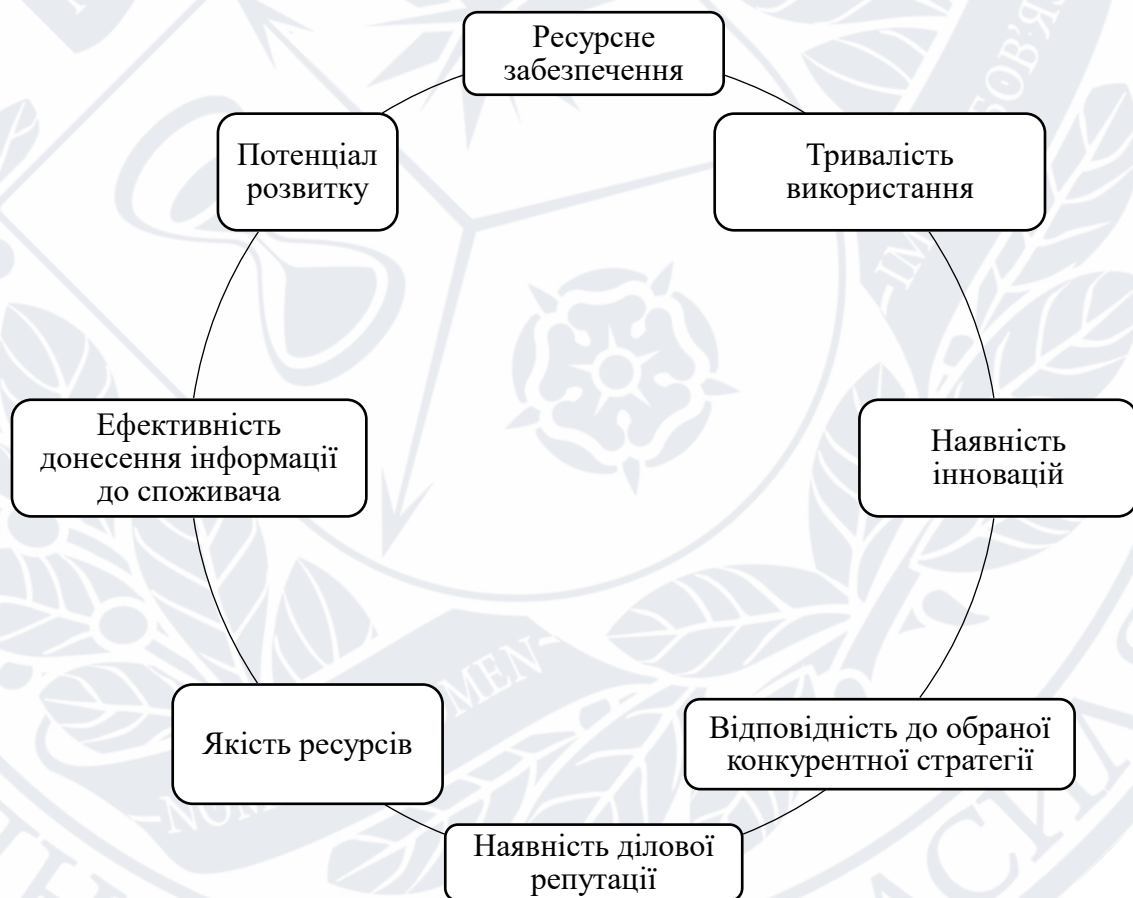 Ресурсне
забезпечення
Тривалість
використання
Наявність
інновацій
Відповідність до обраної
конкурентної стратегії
Наявність ділової
репутації
Якість ресурсів
Ефективність
донесення інформації
до споживача
Потенціал
розвитку
MEN